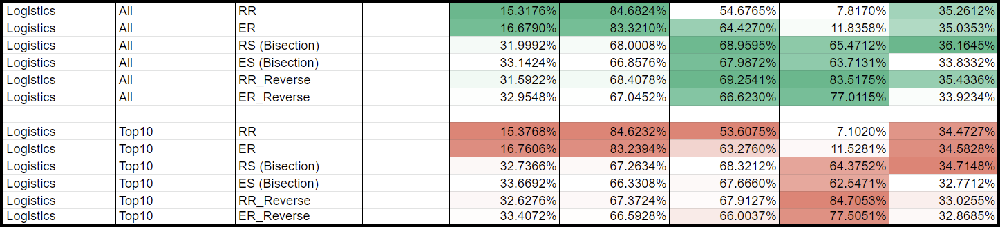 Logistics All RR 15.3176% 84.6824% 54.6765% 7.8170% 35.2612%
Logistics All ER 16.6790% 83.3210% 64.4270% 11.8358% 35.0353%
Logistics All RS (Bisection) 31.9992% 68.0008% 68.9595% 65.4712% 36.1645%
Logistics All ES (Bisection) 33.1424% 66.8576% 67.9872% 63.7131% 33.8332%
Logistics All RR_Reverse 31.5922% 68.4078% 69.2541% 83.5175% 35.4336%
Logistics All ER_Reverse 32.9548% 67.0452% 66.6230% 77.0115% 33.9234%
Logistics Top10 RR 15.3768% 84.6232% 53.6075% 7.1020% 34.4727%
Logistics Top10 ER 16.7606% 83.2394% 63.2760% 11.5281% 34.5828%
Logistics Top10 RS (Bisection) 32.7366% 67.2634% 68.3212% 64.3752% 34.7148%
Logistics Top10 ES (Bisection) 33.6692% 66.3308% 67.6660% 62.5471% 32.7712%
Logistics Top10 RR_Reverse 32.6276% 67.3724% 67.9127% 84.7053% 33.0255%
Logistics Top10 ER_Reverse 33.4072% 66.5928% 66.0037% 77.5051% 32.8685%